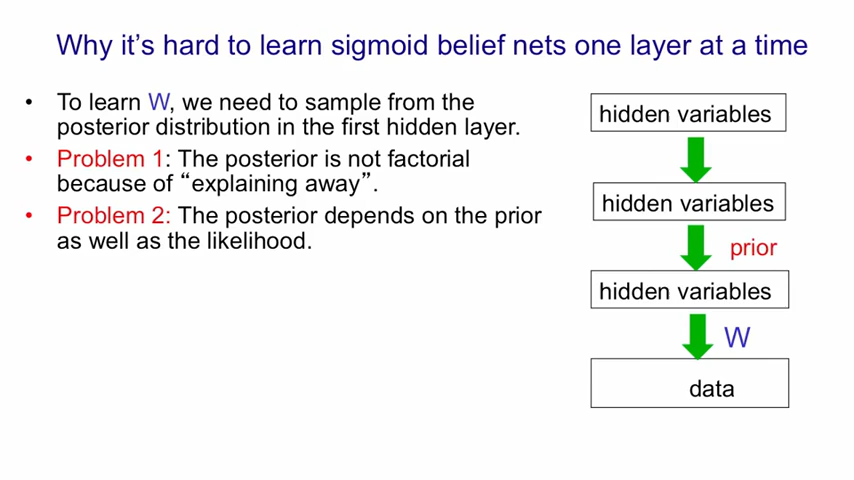 Why it's hard to learn sigmoid belief nets one layer at a time
• To learn W, we need to sample from the
posterior distribution in the first hidden layer.
• Problem 1: The posterior is not factorial
because of “explaining away”.
• Problem 2: The posterior depends on the prior
as well as the likelihood.
hidden variables
hidden variables
prior
hidden variables
W
data